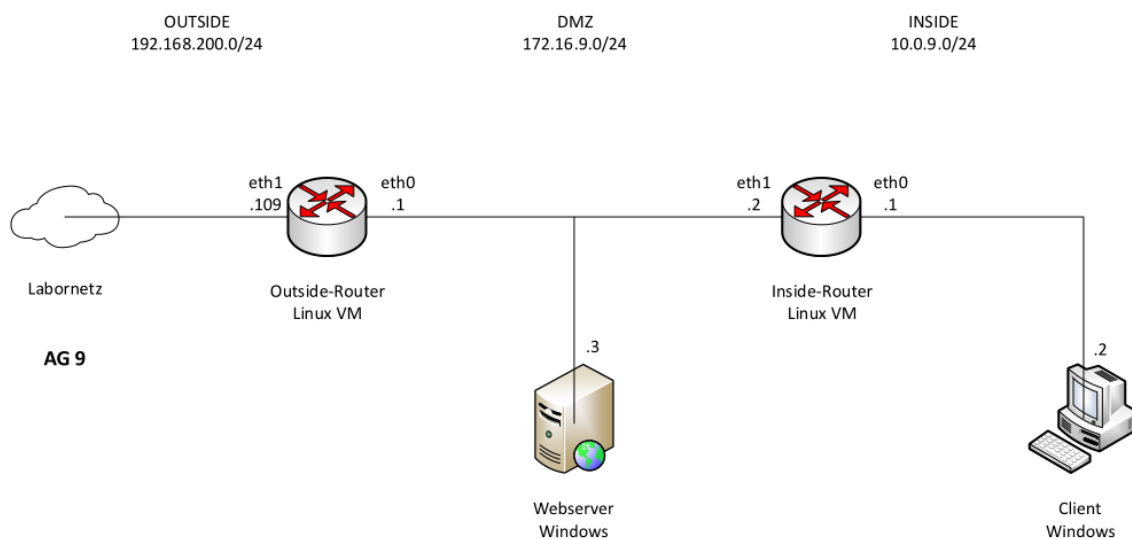 OUTSIDE
192.168.200.0/24
DMZ
172.16.9.0/24
INSIDE
10.0.9.0/24
eth1
.109
eth0
.1
eth1
.2
eth0
.1
Labornetz
Outside-Router
Linux VM
Inside-Router
Linux VM
AG 9
.3
.2
Webserver
Windows
Client
Windows